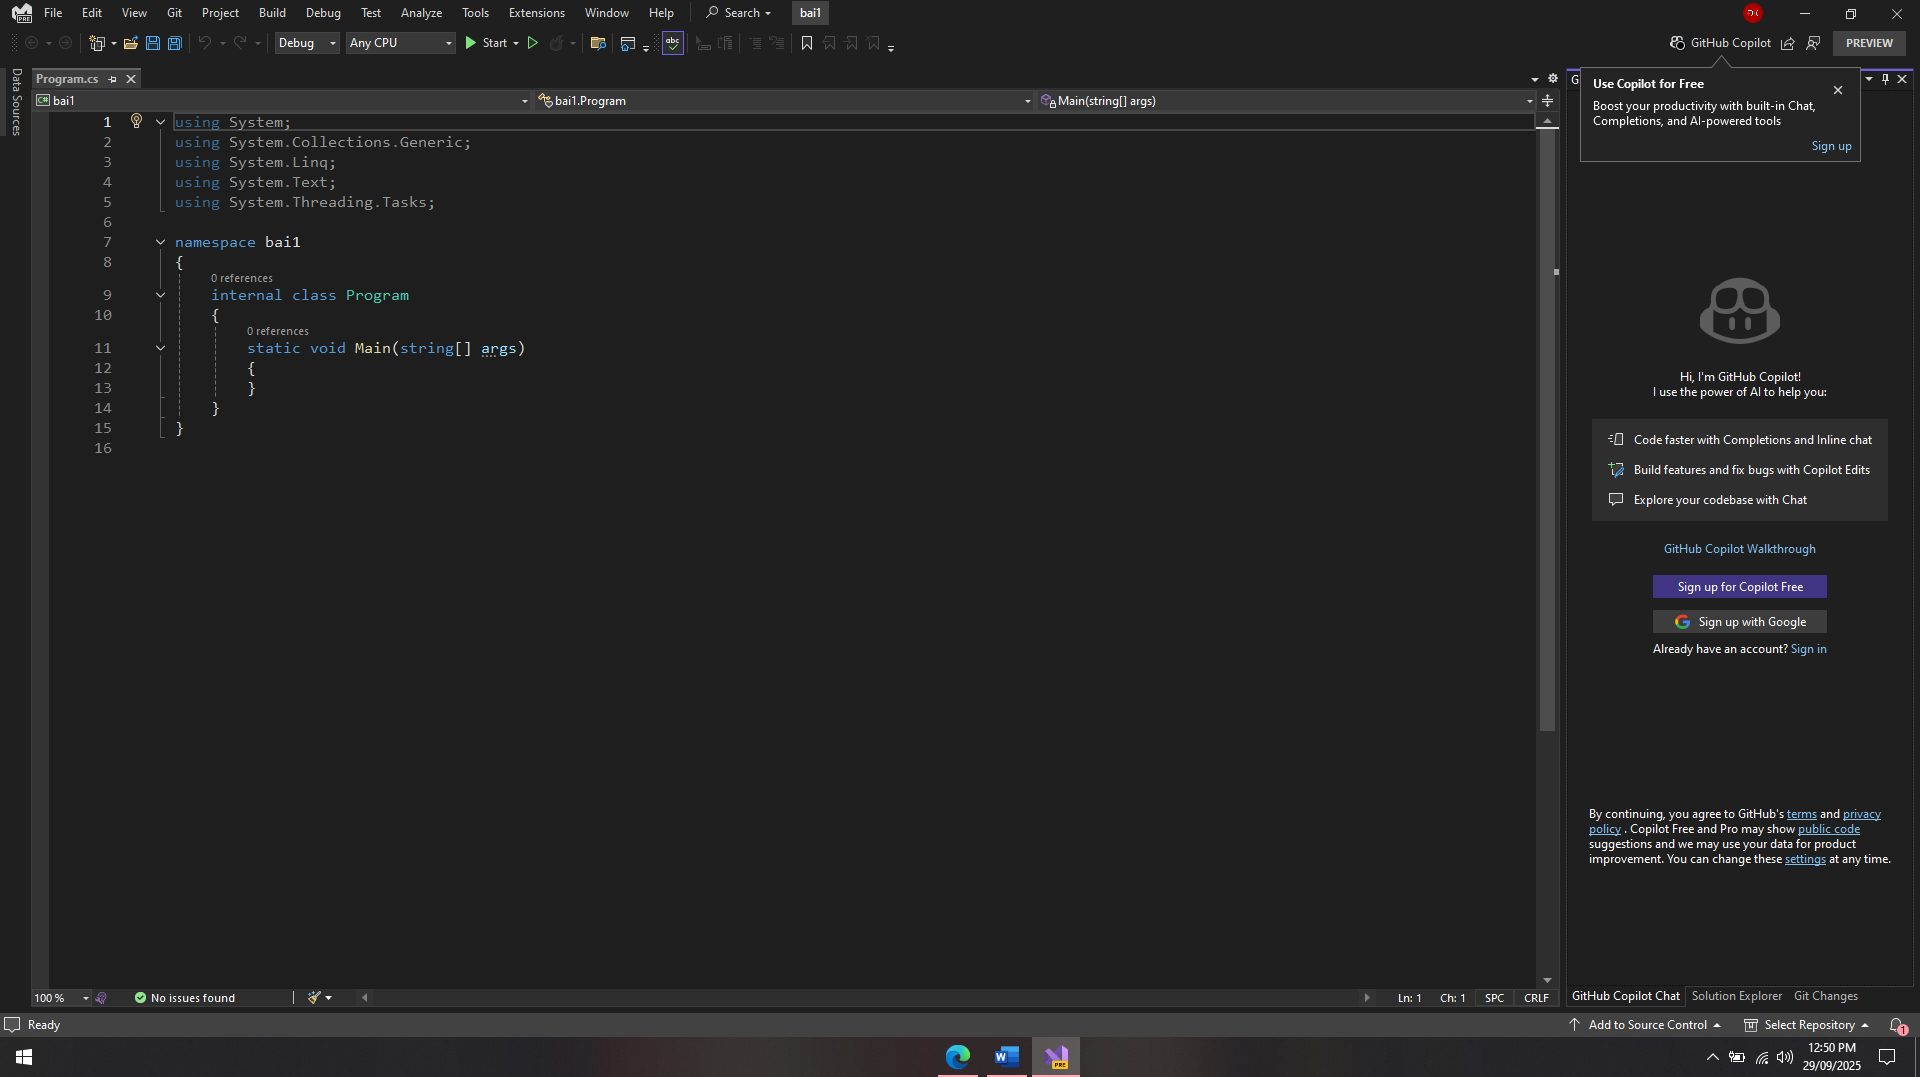 File Edit View Git Project Build Debug Test Analyze Tools Extensions Window Help Search bai1
Debug Any CPU Start GitHub Copilot PREVIEW
Data Sources
Program.cs
bai1 bai1.Program Main(string[] args)
1 using System;
2 using System.Collections.Generic;
3 using System.Linq;
4 using System.Text;
5 using System.Threading.Tasks;
6
7 namespace bai1
8 {
0 references
9 internal class Program
10 {
0 references
11 static void Main(string[] args)
12 {
13 }
14 }
15 }
16
Use Copilot for Free
Boost your productivity with built-in Chat,
Completions, and AI-powered tools
Sign up
Hi, I'm GitHub Copilot!
I use the power of AI to help you:
Code faster with Completions and Inline chat
Build features and fix bugs with Copilot Edits
Explore your codebase with Chat
GitHub Copilot Walkthrough
Sign up for Copilot Free
Sign up with Google
Already have an account? Sign in
By continuing, you agree to GitHub's terms and privacy
policy . Copilot Free and Pro may show public code
suggestions and we may use your data for product
improvement. You can change these settings at any time.
100 % No issues found Ln: 1 Ch: 1 SPC CRLF
GitHub Copilot Chat Solution Explorer Git Changes
Ready Add to Source Control Select Repository 1
12:50 PM
29/09/2025